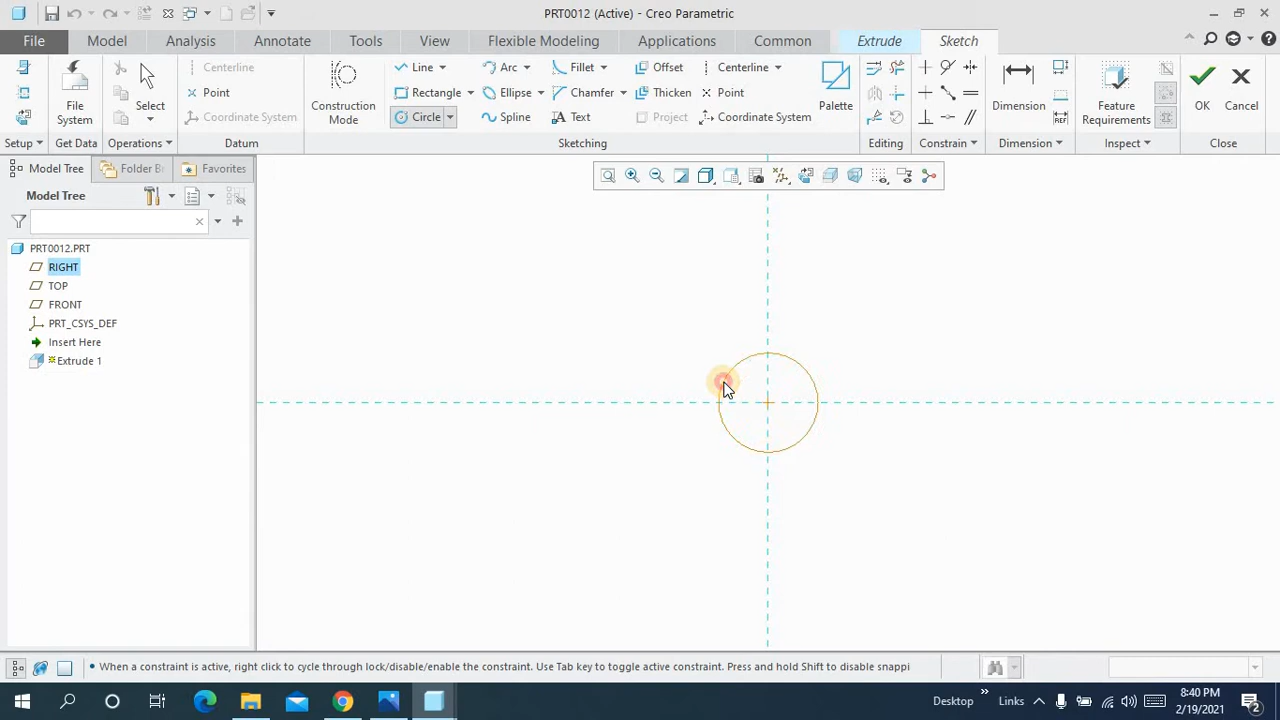 PRT0012 (Active) - Creo Parametric
File Model Analysis Annotate Tools View Flexible Modeling Applications Common Extrude Sketch
Line Arc Fillet Offset Centerline
Centerline
Rectangle Ellipse Chamfer Thicken Point
Point
File System
Select
Construction Mode
Palette
Dimension
Feature Requirements
OK Cancel
Coordinate System
Circle Spline Text Project Coordinate System
Setup Get Data Operations Datum Sketching Editing Constrain Dimension Inspect Close
Model Tree Folder B Favorites
Model Tree
PRT0012.PRT
RIGHT
TOP
FRONT
PRT_CSYS_DEF
Insert Here
Extrude 1
• When a constraint is active, right click to cycle through lock/disable/enable the constraint. Use Tab key to toggle active constraint. Press and hold Shift to disable snappi
Desktop Links 8:40 PM
2/19/2021
2